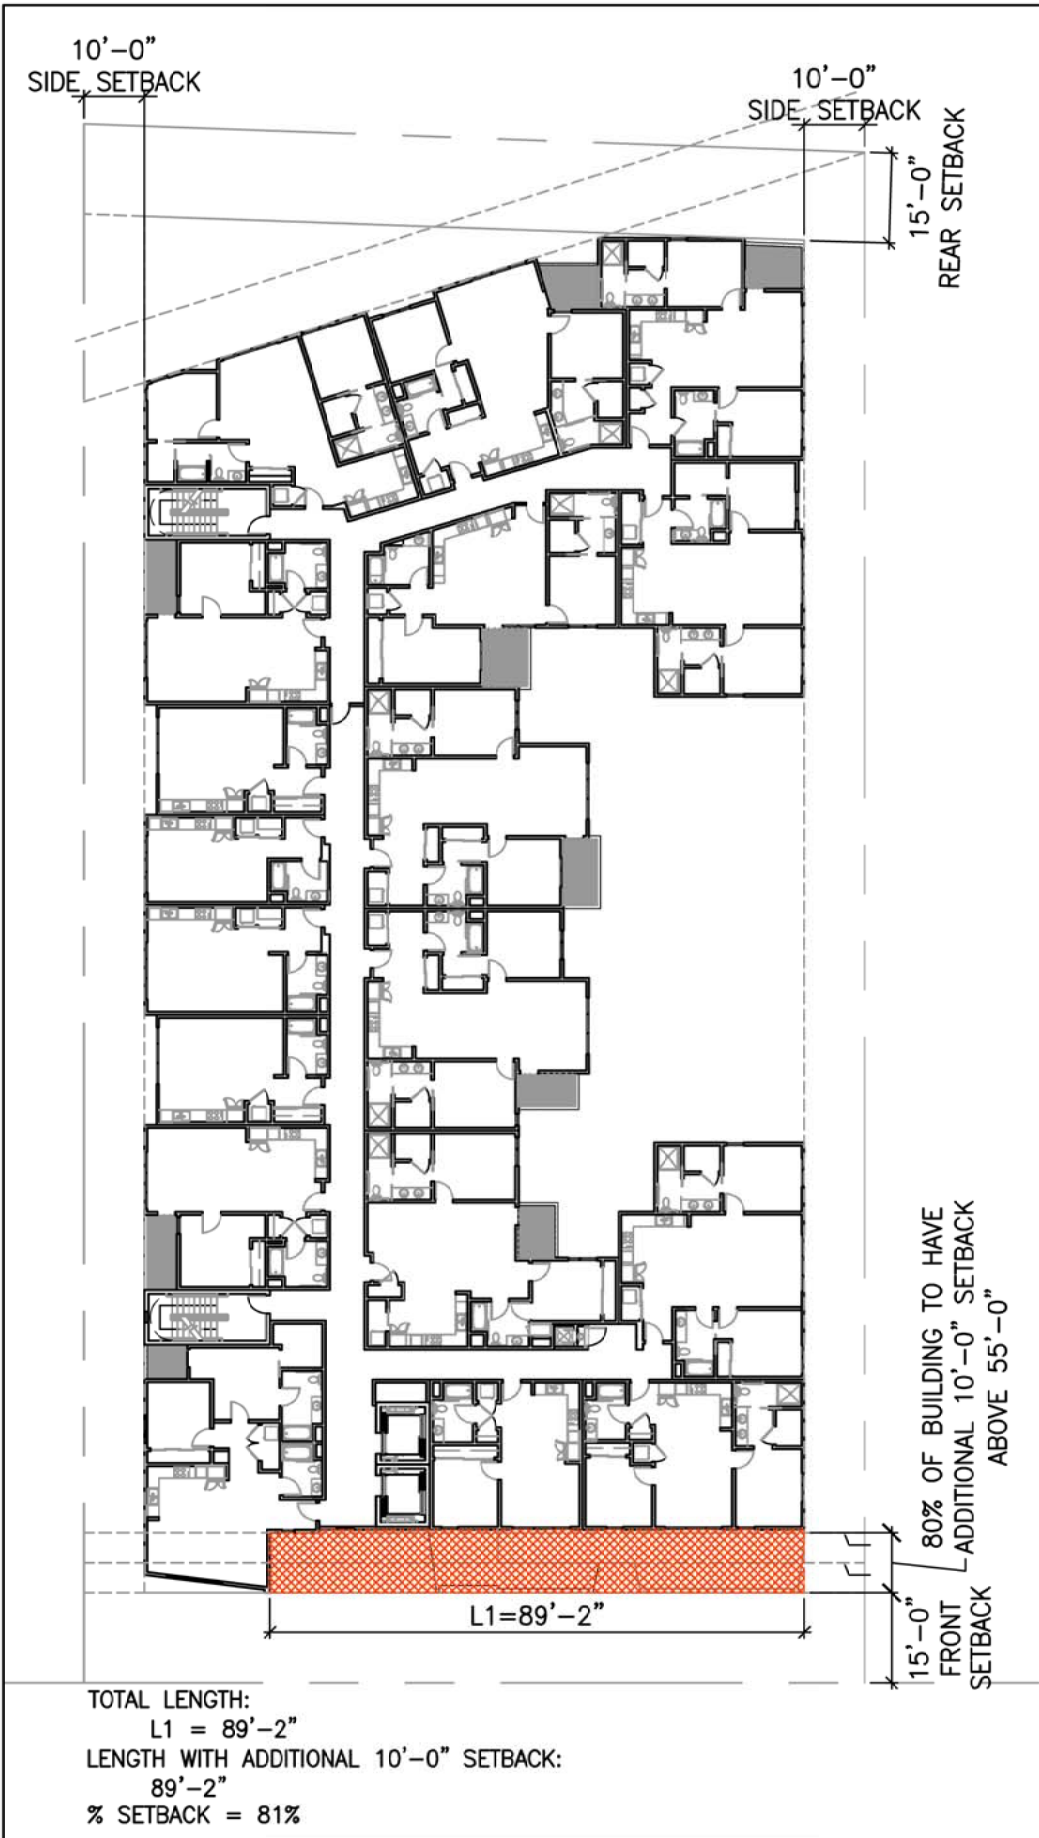 10'-0"
SIDE SETBACK
10'-0"
SIDE SETBACK
15'-0"
REAR SETBACK
80% OF BUILDING TO HAVE
ADDITIONAL 10'-0" SETBACK
ABOVE 55'-0"
L1=89'-2"
15'-0"
FRONT
SETBACK
TOTAL LENGTH:
L1 = 89'-2"
LENGTH WITH ADDITIONAL 10'-0" SETBACK:
89'-2"
% SETBACK = 81%